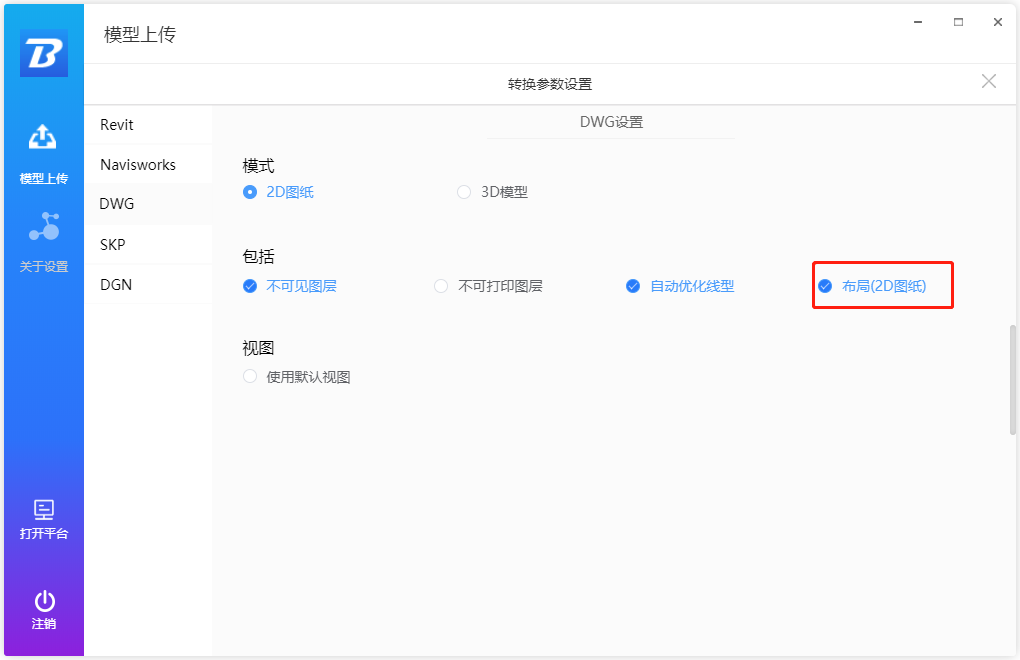 模型上传
转换参数设置
B
模型上传
关于设置
打开平台
注销
Revit
Navisworks
DWG
SKP
DGN
DWG设置
模式
2D图纸 3D模型
包括
不可见图层 不可打印图层 自动优化线型 布局(2D图纸)
视图
使用默认视图